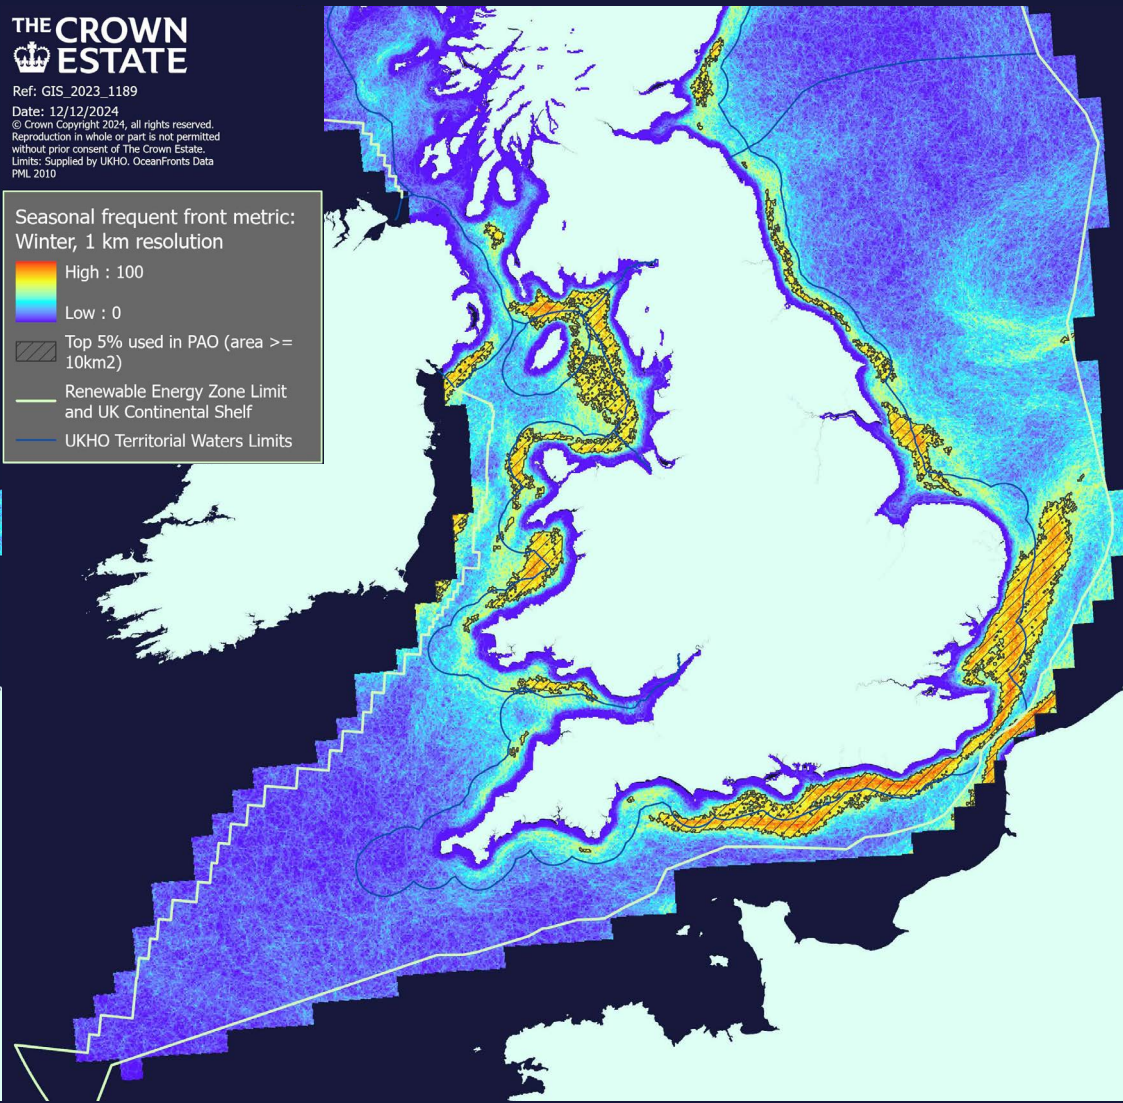 THE CROWN
ESTATE
Ref: GIS_2023_1189
Date: 12/12/2024
© Crown Copyright 2024, all rights reserved.
Reproduction in whole or part is not permitted
without prior consent of The Crown Estate.
Limits: Supplied by UKHO. OceanFronts Data
PML 2010
Seasonal frequent front metric:
Winter, 1 km resolution
High : 100
Low : 0
Top 5% used in PAO (area >=
10km2)
Renewable Energy Zone Limit
and UK Continental Shelf
UKHO Territorial Waters Limits